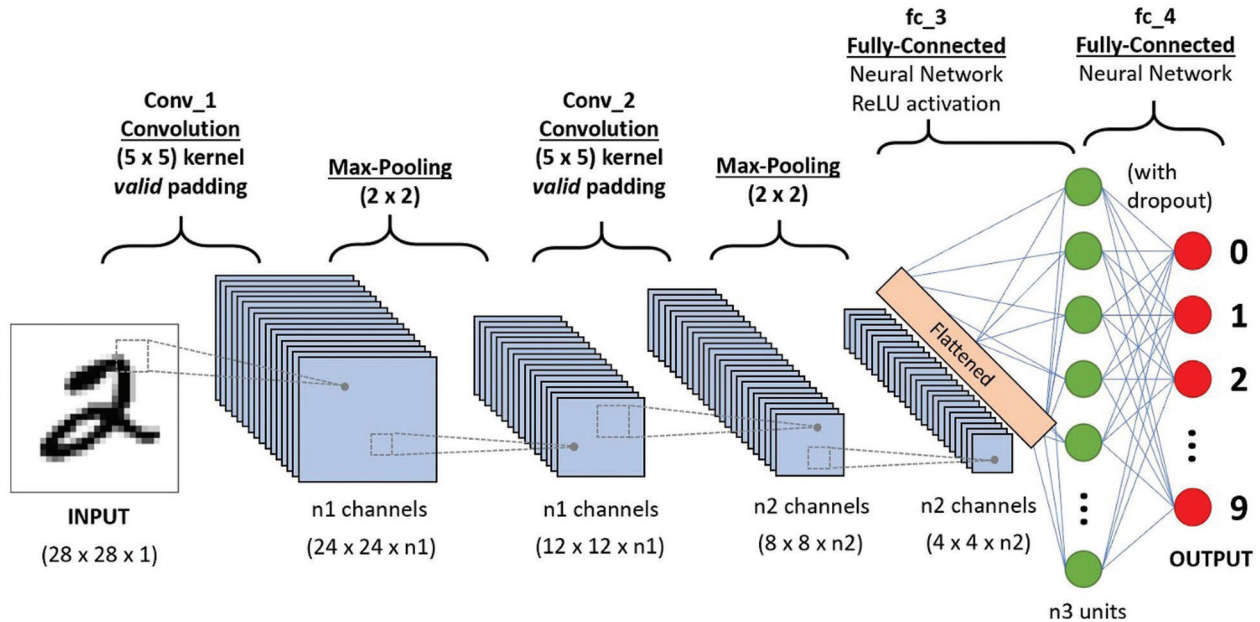 Conv_1
Convolution
(5 x 5) kernel
valid padding
Max-Pooling
(2 x 2)
Conv_2
Convolution
(5 x 5) kernel
valid padding
Max-Pooling
(2 x 2)
fc_3
Fully-Connected
Neural Network
ReLU activation
fc_4
Fully-Connected
Neural Network
(with
dropout)
Flattened
0
1
2
9
OUTPUT
INPUT
(28 x 28 x 1)
n1 channels
(24 x 24 x n1)
n1 channels
(12 x 12 x n1)
n2 channels
(8 x 8 x n2)
n2 channels
(4 x 4 x n2)
n3 units
2